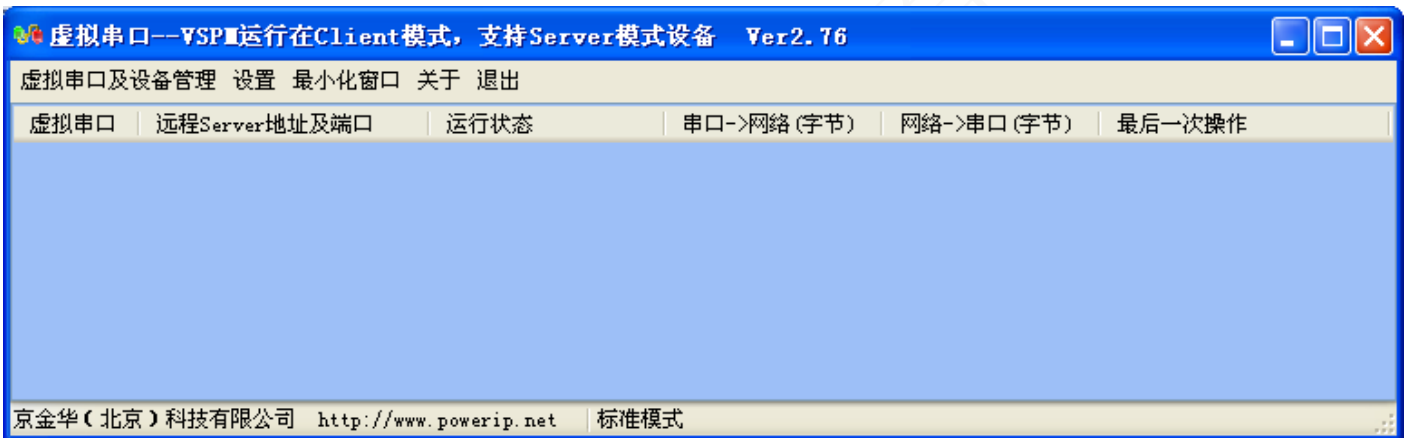 虚拟串口--VSPM运行在Client模式，支持Server模式设备 Ver2.76
虚拟串口及设备管理 设置 最小化窗口 关于 退出
虚拟串口 远程Server地址及端口 运行状态 串口->网络(字节) 网络->串口(字节) 最后一次操作
京金华(北京)科技有限公司 http://www.powerip.net 标准模式